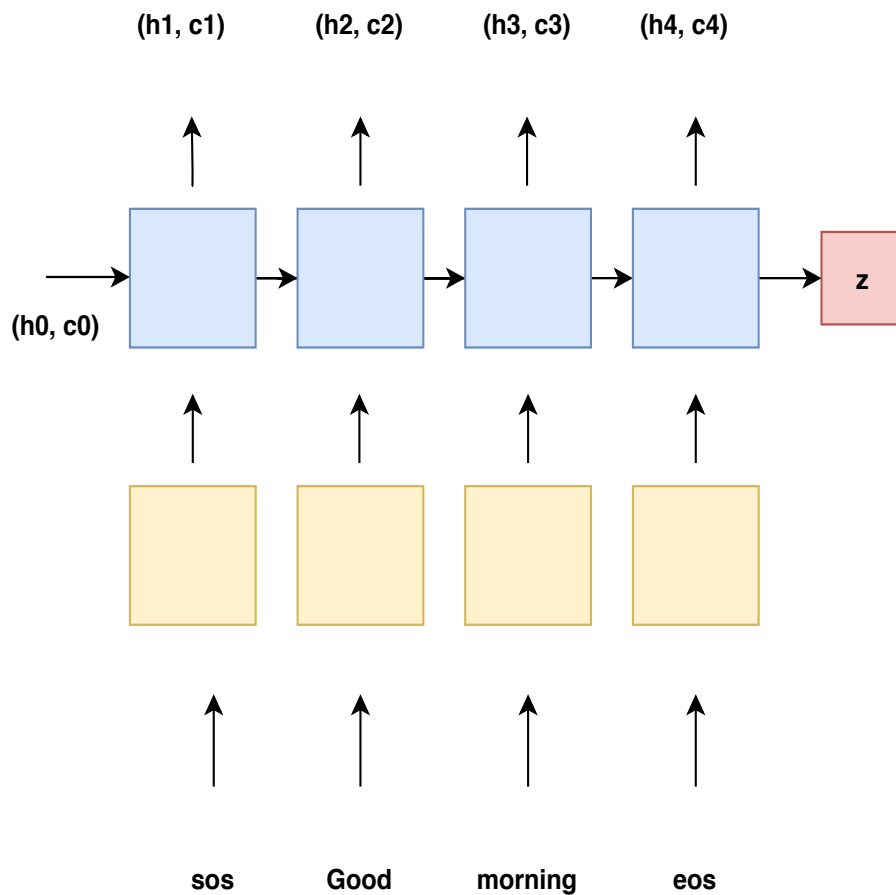 (h1, c1) (h2, c2) (h3, c3) (h4, c4)
z
(h0, c0)
sos Good morning eos